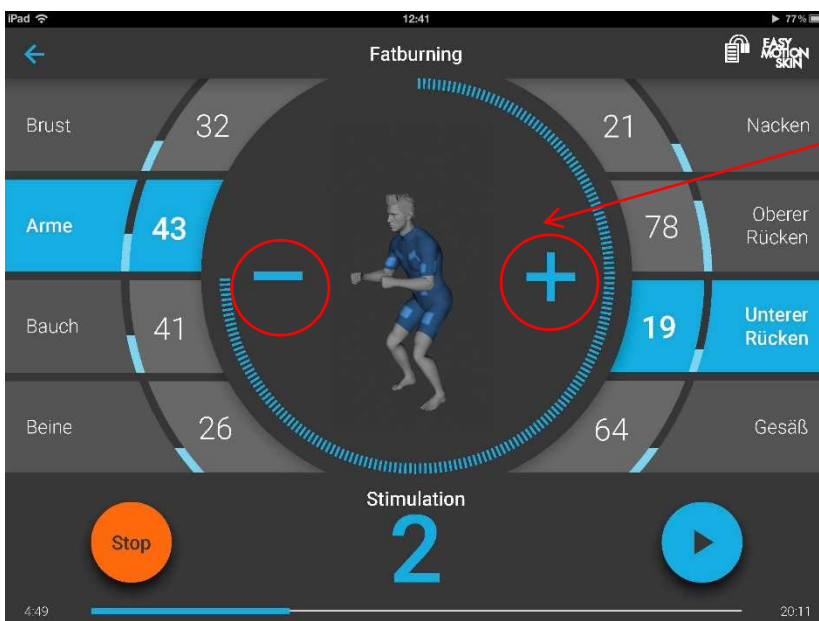 iPad 12:41 77%
Fatburning
EASY
MOTION
SKIN
Brust 32 21 Nacken
Arme 43 78 Oberer
Rücken
Bauch 41 19 Unterer
Rücken
Beine 26 64 Gesäß
Stimulation
2
Stop
4:49 20:11